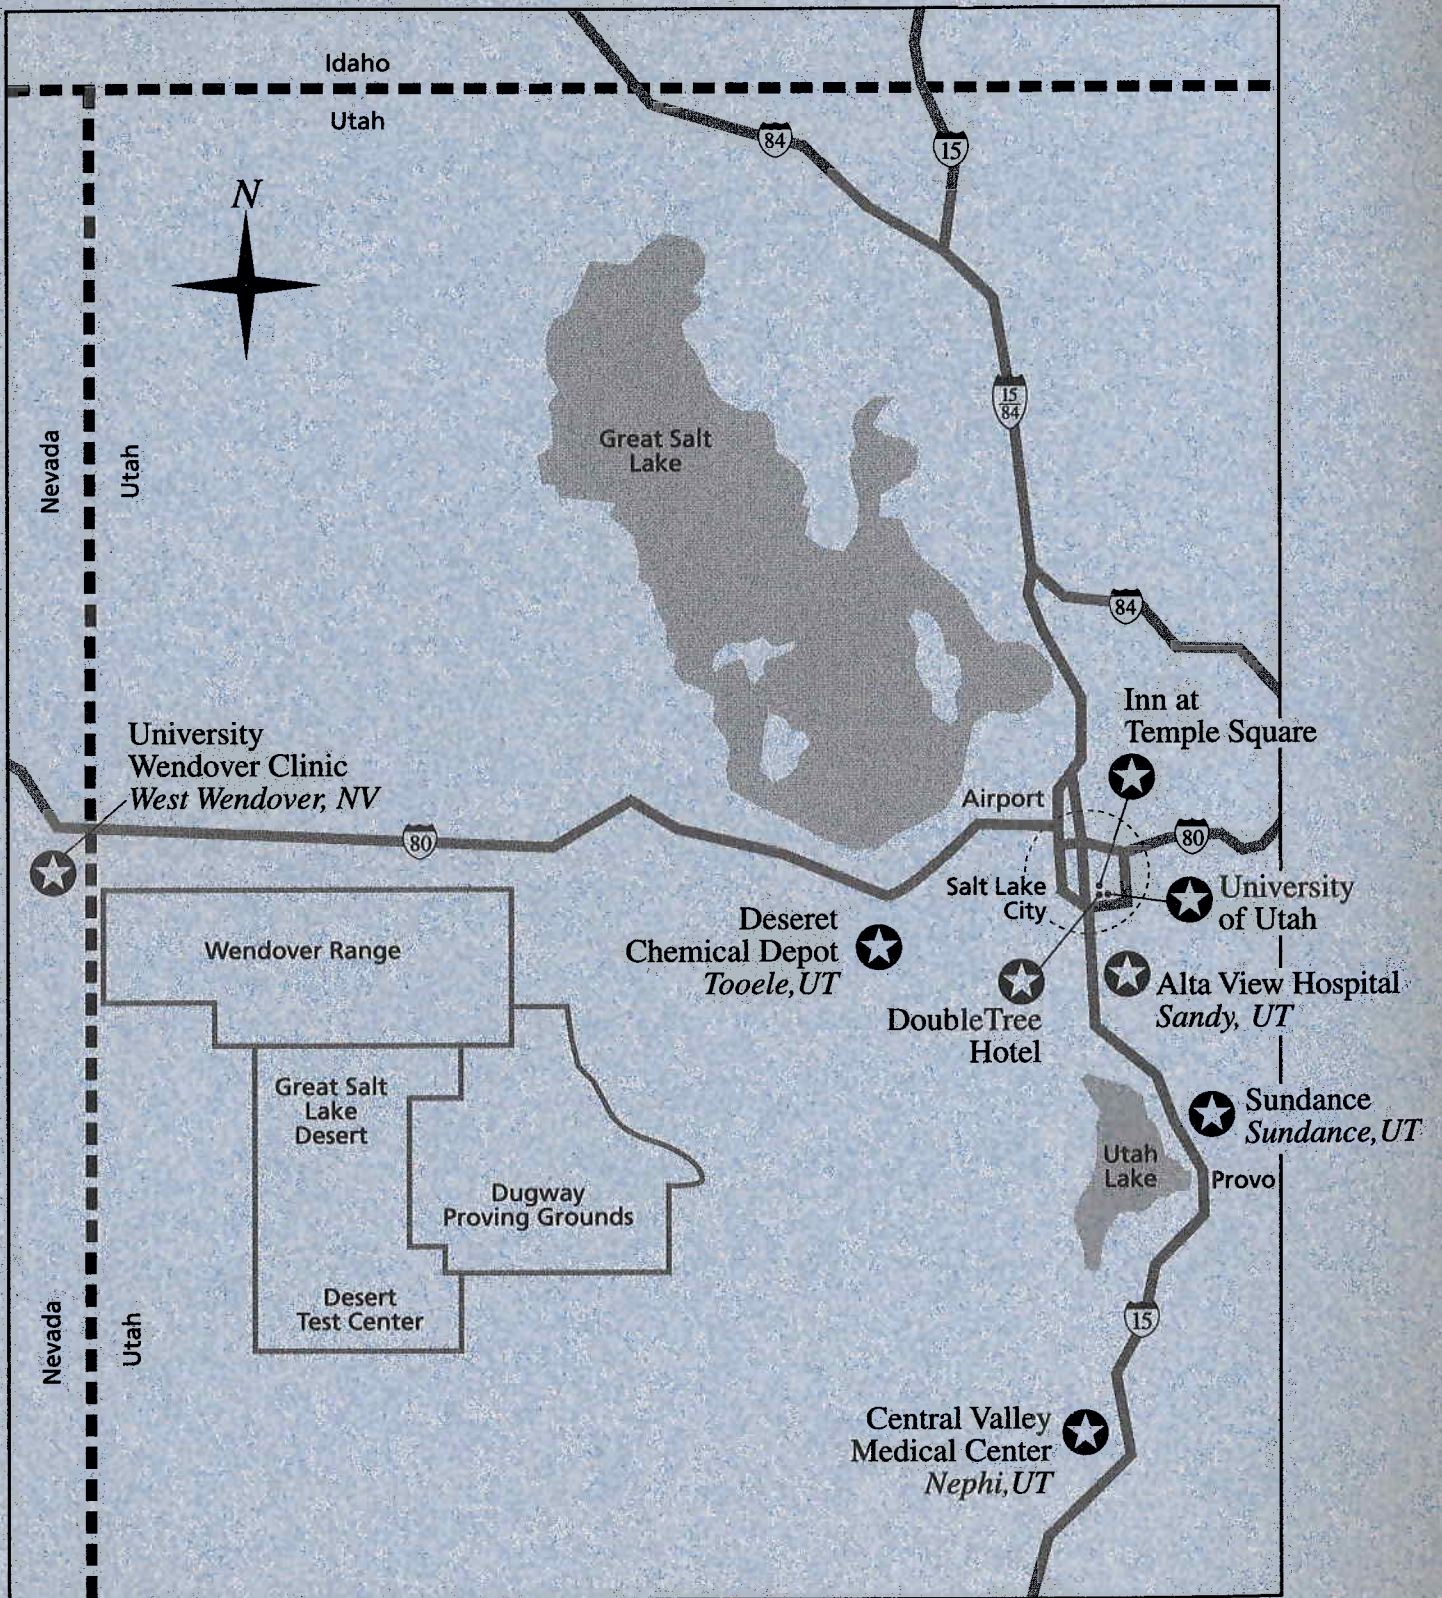 Idaho
Utah
84
15
N
15
84
Great Salt
Lake
Nevada
Utah
84
Inn at
Temple Square
University
Wendover Clinic
West Wendover, NV
Airport
80
80
Salt Lake
City
University
of Utah
Deseret
Chemical Depot
Tooele, UT
Wendover Range
Alta View Hospital
Sandy, UT
DoubleTree
Hotel
Great Salt
Lake
Desert
Sundance
Sundance, UT
Utah
Lake
Provo
Dugway
Proving Grounds
Desert
Test Center
Nevada
Utah
15
Central Valley
Medical Center
Nephi, UT